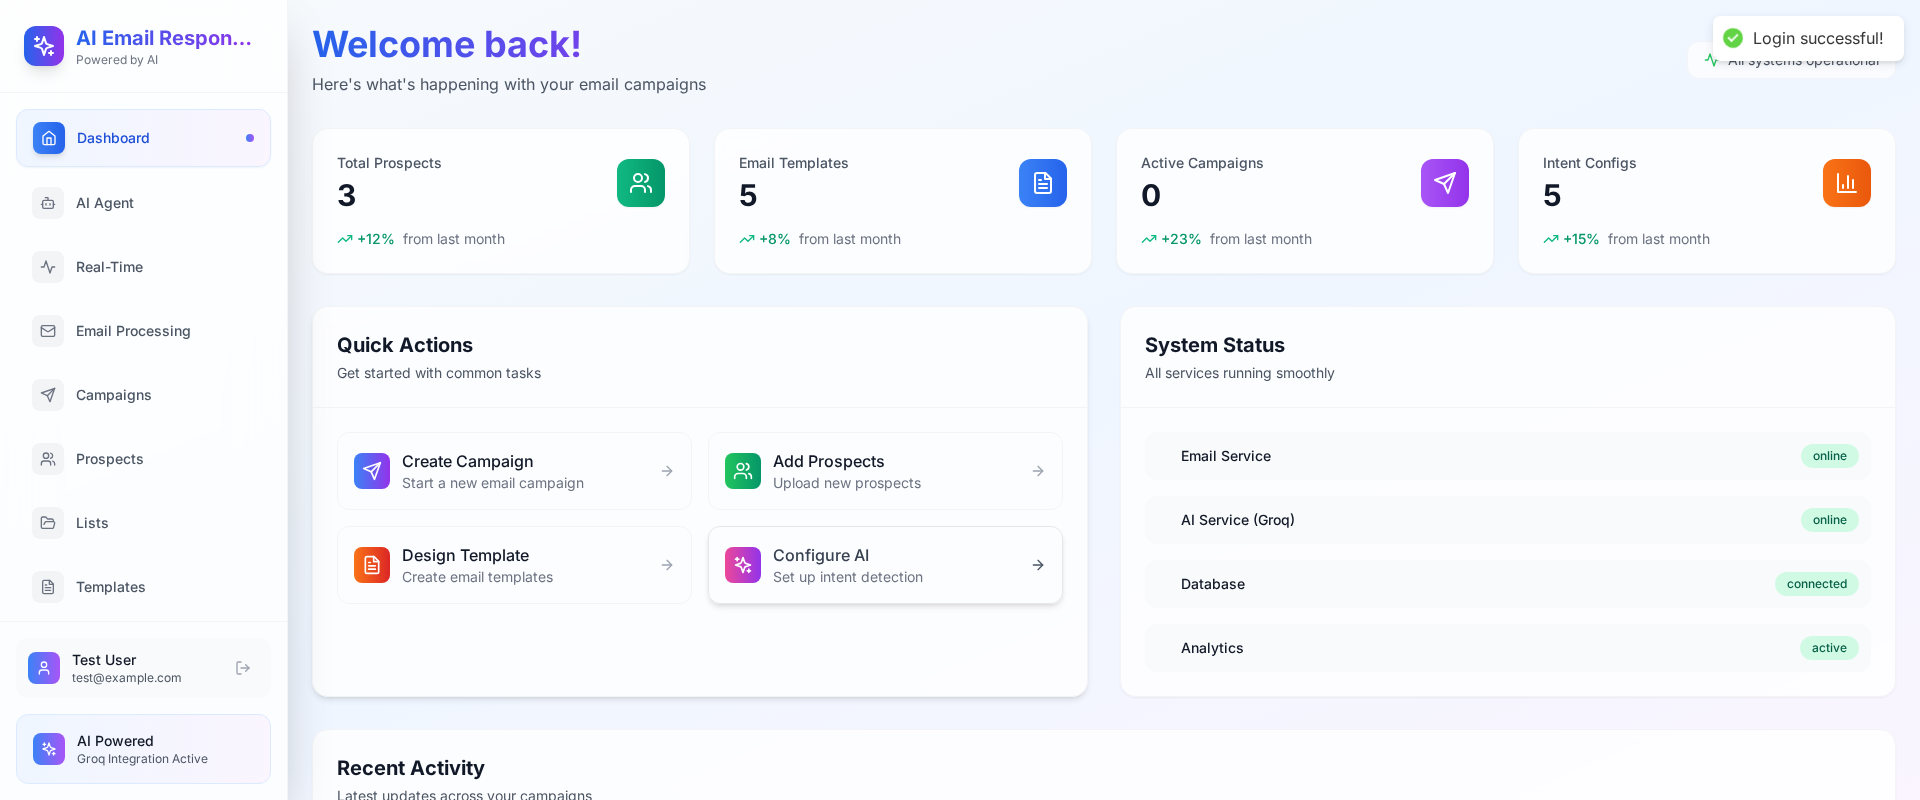 AI Email Respon...
Powered by AI
Dashboard
AI Agent
Real-Time
Email Processing
Campaigns
Prospects
Lists
Templates
Test User
test@example.com
AI Powered
Groq Integration Active
Welcome back!
Here's what's happening with your email campaigns
Login successful!
All systems operational
Total Prospects
3
+12% from last month
Email Templates
5
+8% from last month
Active Campaigns
0
+23% from last month
Intent Configs
5
+15% from last month
Quick Actions
Get started with common tasks
Create Campaign
Start a new email campaign
Add Prospects
Upload new prospects
Design Template
Create email templates
Configure AI
Set up intent detection
System Status
All services running smoothly
Email Service
online
AI Service (Groq)
online
Database
connected
Analytics
active
Recent Activity
Latest updates across your campaigns